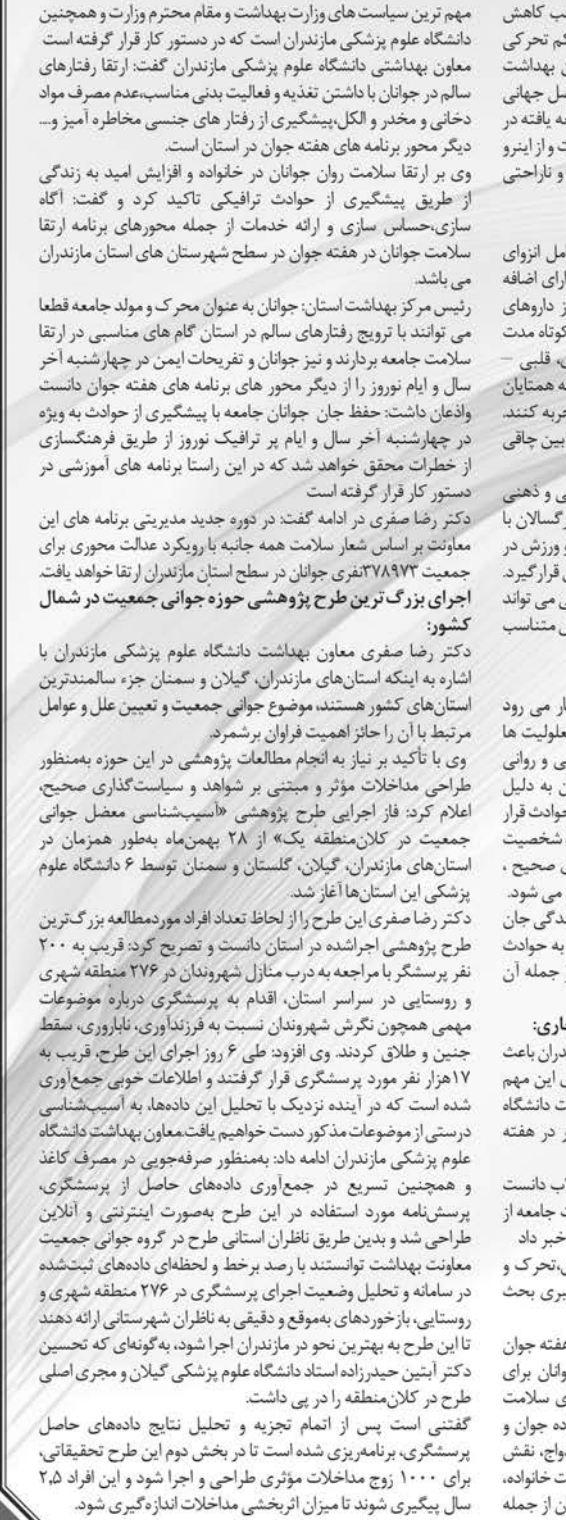 مهم ترین سیاست های وزارت بهداشت و مقام محترم وزارت و همچنین
دانشگاه علوم پزشکی مازندران است که در دستور کار قرار گرفته است
معاون بهداشتی دانشگاه علوم پزشکی مازندران گفت: ارتقا رفتارهای
سالم در جوانان با داشتن تغذیه و فعالیت بدنی مناسب،عدم مصرف مواد
دخانی و مخدر و الکل،پیشگیری از رفتار های جنسی مخاطره آمیز و....
دیگر محور برنامه های هفته جوان در استان است.
وی بر ارتقا سلامت روان جوانان در خانواده و افزایش امید به زندگی
از طریق پیشگیری از حوادث ترافیکی تاکید کرد و گفت: آگاه
سازی،حساس سازی و ارائه خدمات از جمله محورهای برنامه ارتقا
سلامت جوانان در هفته جوان در سطح شهرستان های استان مازندران
می باشد.
رئیس مرکز بهداشت استان: جوانان به عنوان محرک و مولد جامعه قطعا
می توانند با ترویج رفتارهای سالم در استان گام های مناسبی در ارتقا
سلامت جامعه بردارند و نیز جوانان و تفریحات ایمن در چهارشنبه آخر
سال و ایام نوروز را از دیگر محور های برنامه های هفته جوان دانست
واذعان داشت: حفظ جان جوانان جامعه با پیشگیری از حوادث به ویژه
در چهارشنبه آخر سال و ایام پر ترافیک نوروز از طریق فرهنگسازی
از خطرات محقق خواهد شد که در این راستا برنامه های آموزشی در
دستور کار قرار گرفته است
دکتر رضا صفری در ادامه گفت: در دوره جدید مدیریتی برنامه های این
معاونت بر اساس شعار سلامت همه جانبه با رویکرد عدالت محوری برای
جمعیت ۳۷۸۹۷۳نفری جوانان در سطح استان مازندران ارتقا خواهد یافت.
اجرای بزرگ ترین طرح پژوهشی حوزه جوانی جمعیت در شمال
کشور:
دکتر رضا صفری معاون بهداشت دانشگاه علوم پزشکی مازندران با
اشاره به اینکه استان‌های مازندران، گیلان و سمنان جزء سالمندترین
استان‌های کشور هستند، موضوع جوانی جمعیت و تعیین علل و عوامل
مرتبط با آن را حائز اهمیت فراوان برشمرد.
وی با تأکید بر نیاز به انجام مطالعات پژوهشی در این حوزه به‌منظور
طراحی مداخلات مؤثر و مبتنی بر شواهد و سیاست‌گذاری صحیح،
اعلام کرد: فاز اجرایی طرح پژوهشی «آسیب‌شناسی معضل جوانی
جمعیت در کلان‌منطقه یک» از ۲۸ بهمن‌ماه به‌طور همزمان در
استان‌های مازندران، گیلان، گلستان و سمنان توسط ۶ دانشگاه علوم
پزشکی این استان‌ها آغاز شد.
دکتر رضا صفری این طرح را از لحاظ تعداد افراد موردمطالعه بزرگ‌ترین
طرح پژوهشی اجراشده در استان دانست و تصریح کرد: قریب به ۲۰۰
نفر پرسشگر با مراجعه به درب منازل شهروندان در ۲۷۶ منطقه شهری
و روستایی در سراسر استان، اقدام به پرسشگری درباره موضوعات
مهمی همچون نگرش شهروندان نسبت به فرزندآوری، ناباروری، سقط
جنین و طلاق کردند. وی افزود: طی ۶ روز اجرای این طرح، قریب به
۱۷هزار نفر مورد پرسشگری قرار گرفتند و اطلاعات خوبی جمع‌آوری
شده است که در آینده نزدیک با تحلیل این داده‌ها، به آسیب‌شناسی
درستی از موضوعات مذکور دست خواهیم یافت.معاون بهداشت دانشگاه
علوم پزشکی مازندران ادامه داد: به‌منظور صرفه‌جویی در مصرف کاغذ
و همچنین تسریع در جمع‌آوری داده‌های حاصل از پرسشگری،
پرسش‌نامه مورد استفاده در این طرح به‌صورت اینترنتی و آنلاین
طراحی شد و بدین طریق ناظران استانی طرح در گروه جوانی جمعیت
معاونت بهداشت توانستند با رصد برخط و لحظه‌ای داده‌های ثبت‌شده
در سامانه و تحلیل وضعیت اجرای پرسشگری در ۲۷۶ منطقه شهری و
روستایی، بازخوردهای به‌موقع و دقیقی به ناظران شهرستانی ارائه دهند
تا این طرح به بهترین نحو در مازندران اجرا شود، به گونه‌ای که تحسین
دکتر آبتین حیدرزاده استاد دانشگاه علوم پزشکی گیلان و مجری اصلی
طرح در کلان‌منطقه را در پی داشت.
گفتنی است پس از اتمام تجزیه و تحلیل نتایج داده‌های حاصل
پرسشگری، برنامه‌ریزی شده است تا در بخش دوم این طرح تحقیقاتی،
برای ۱۰۰۰ زوج مداخلات مؤثری طراحی و اجرا شود و این افراد ۲٫۵
سال پیگیری شوند تا میزان اثربخشی مداخلات اندازه‌گیری شود.